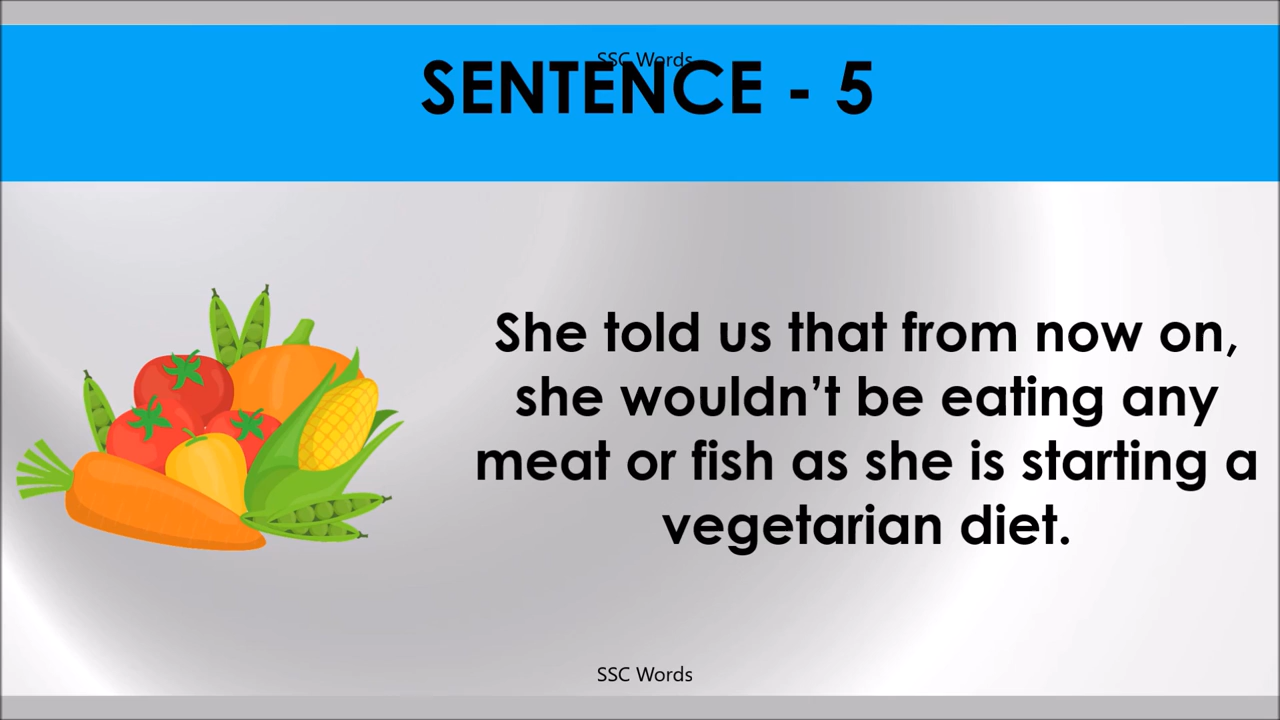 SSC Words
SENTENCE - 5
She told us that from now on,
she wouldn’t be eating any
meat or fish as she is starting a
vegetarian diet.
SSC Words